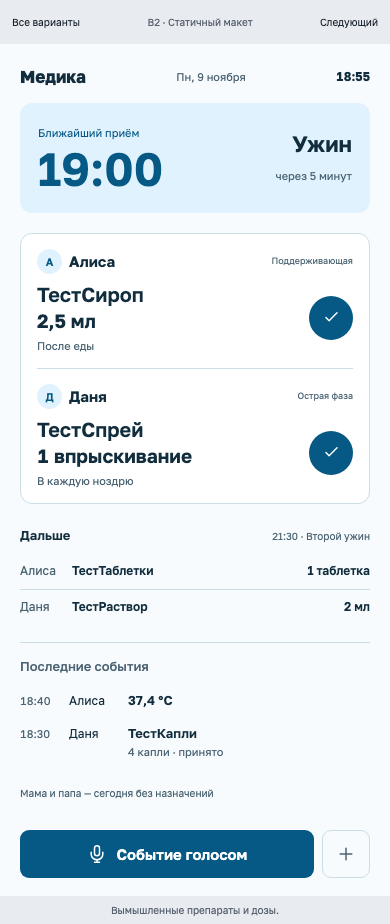 Все варианты
B2 · Статичный макет
Следующий
Медика
Пн, 9 ноября
18:55
Ближайший приём
19:00
Ужин
через 5 минут
А
Алиса
Поддерживающая
ТестСироп
2,5 мл
После еды
Д
Даня
Острая фаза
ТестСпрей
1 впрыскивание
В каждую ноздрю
Дальше
21:30 · Второй ужин
Алиса ТестТаблетки 1 таблетка
Даня ТестРаствор 2 мл
Последние события
18:40 Алиса 37,4 °C
18:30 Даня ТестКапли
4 капли · принято
Мама и папа — сегодня без назначений
Событие голосом
Вымышленные препараты и дозы.